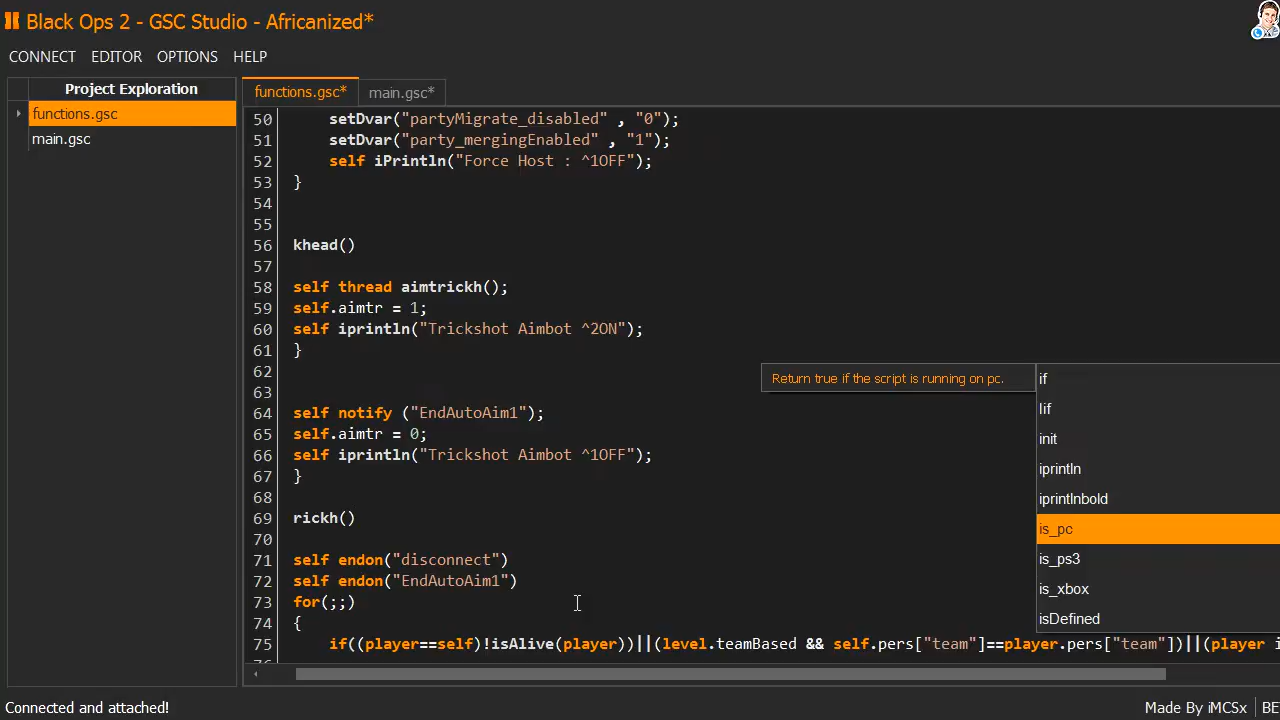 Black Ops 2 - GSC Studio - Africanized*
CONNECT EDITOR OPTIONS HELP
Project Exploration
functions.gsc
main.gsc
functions.gsc* main.gsc*
50 setDvar("partyMigrate_disabled" , "0");
51 setDvar("party_mergingEnabled" , "1");
52 self iPrintln("Force Host : ^1OFF");
53 }
54
55
56 khead()
57
58 self thread aimtrickh();
59 self.aimtr = 1;
60 self iprintln("Trickshot Aimbot ^2ON");
61 }
62
63
64 self notify ("EndAutoAim1");
65 self.aimtr = 0;
66 self iprintln("Trickshot Aimbot ^1OFF");
67 }
68
69 rickh()
70
71 self endon("disconnect")
72 self endon("EndAutoAim1")
73 for(;;)
74 {
75 if((player==self)!isAlive(player))||(level.teamBased && self.pers["team"]==player.pers["team"])||(player i
Return true if the script is running on pc.
if
Iif
init
iprintln
iprintlnbold
is_pc
is_ps3
is_xbox
isDefined
Connected and attached!
Made By iMCSx
BE